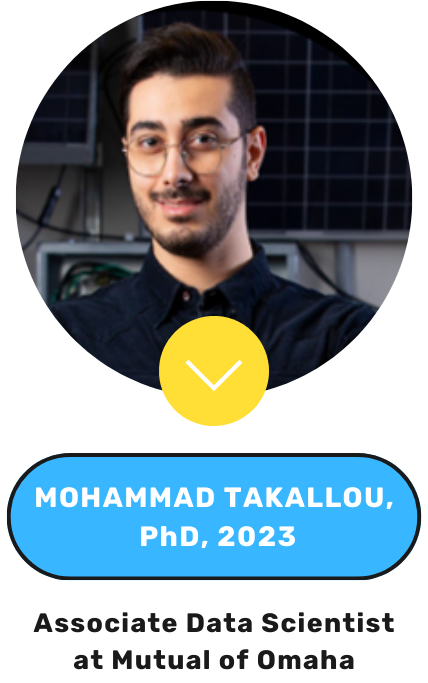 MOHAMMAD TAKALLOU,
PhD, 2023
Associate Data Scientist
at Mutual of Omaha